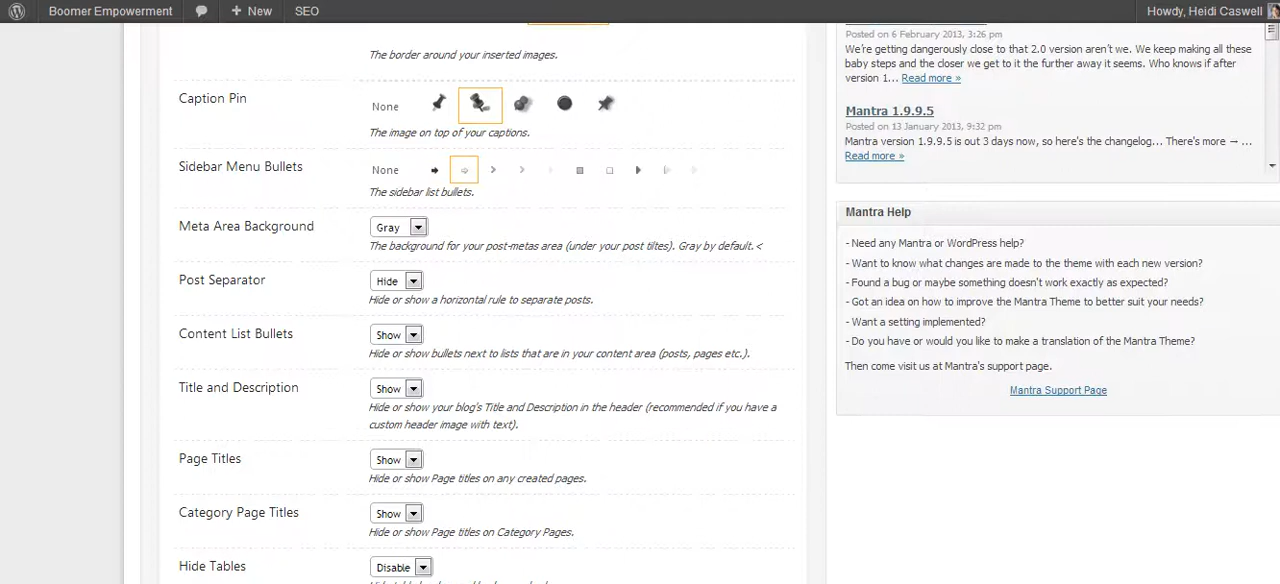 Boomer Empowerment + New SEO Howdy, Heidi Caswell
The border around your inserted images.
Caption Pin
None
The image on top of your captions.
Sidebar Menu Bullets
None
The sidebar list bullets.
Meta Area Background
Gray
The background for your post-metas area (under your post tiltes). Gray by default. <
Post Separator
Hide
Hide or show a horizontal rule to separate posts.
Content List Bullets
Show
Hide or show bullets next to lists that are in your content area (posts, pages etc.).
Title and Description
Show
Hide or show your blog's Title and Description in the header (recommended if you have a
custom header image with text).
Page Titles
Show
Hide or show Page titles on any created pages.
Category Page Titles
Show
Hide or show Page titles on Category Pages.
Hide Tables
Disable
Posted on 6 February 2013, 3:26 pm
We're getting dangerously close to that 2.0 version aren't we. We keep making all these
baby steps and the closer we get to it the further away it seems. Who knows if after
version 1... Read more »
Mantra 1.9.9.5
Posted on 13 January 2013, 9:32 pm
Mantra version 1.9.9.5 is out 3 days now, so here's the changelog... There's more → ...
Read more »
Mantra Help
- Need any Mantra or WordPress help?
- Want to know what changes are made to the theme with each new version?
- Found a bug or maybe something doesn't work exactly as expected?
- Got an idea on how to improve the Mantra Theme to better suit your needs?
- Want a setting implemented?
- Do you have or would you like to make a translation of the Mantra Theme?
Then come visit us at Mantra's support page.
Mantra Support Page